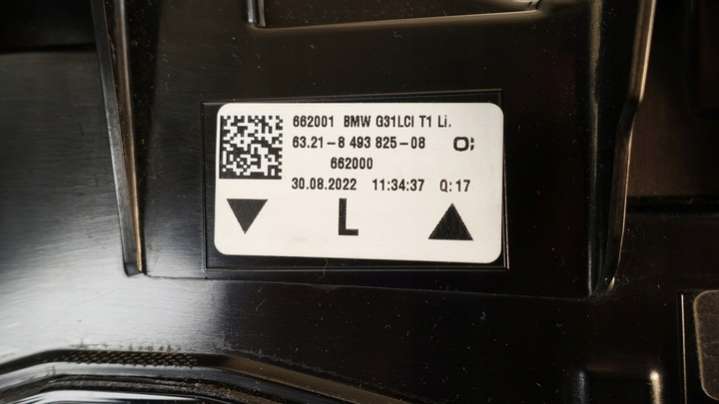 662001 BMW G31LCI T1 Li.
63.21-8 493 825-08
662000
30.08.2022 11:34:37 Q:17
L